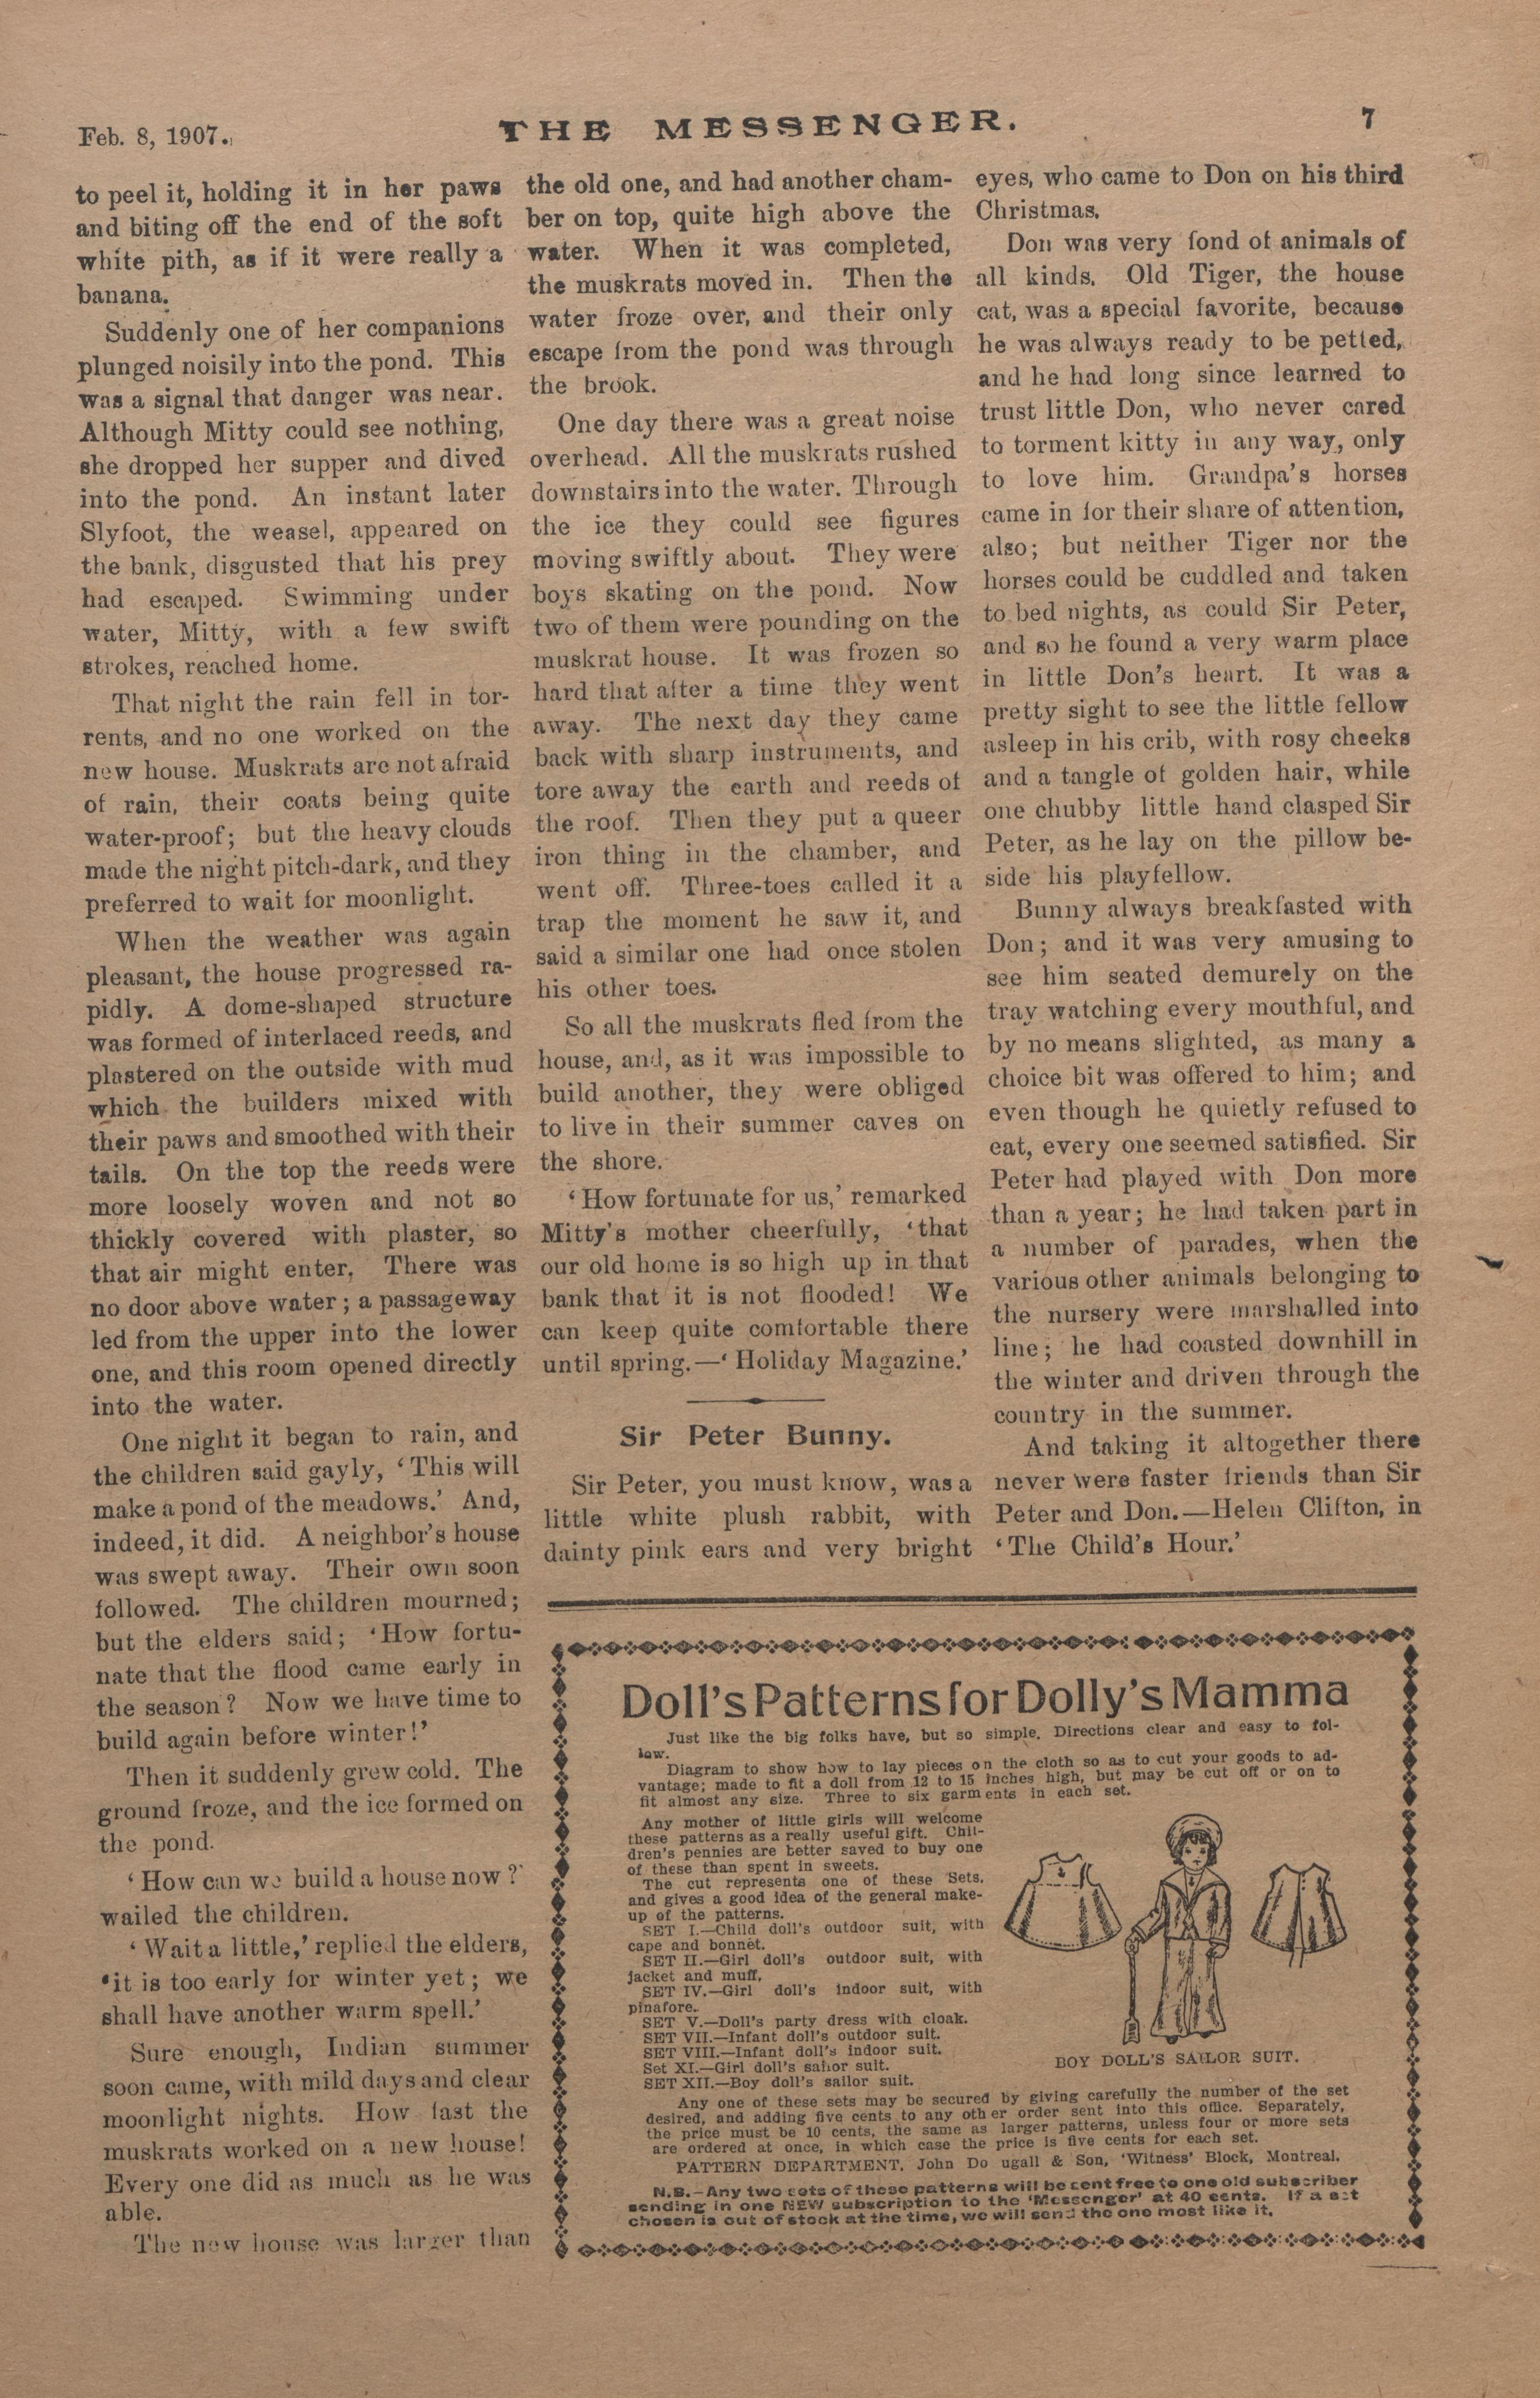 Feb. 8, 1907.
THE MESSENGER.
7
to peel it, holding it in her paws
and biting off the end of the soft
white pith, as if it were really a
banana.
Suddenly one of her companions
plunged noisily into the pond. This
was a signal that danger was near.
Although Mitty could see nothing,
she dropped her supper and dived
into the pond. An instant later
Slyfoot, the weasel, appeared on
the bank, disgusted that his prey
had escaped. Swimming under
water, Mitty, with a few swift
strokes, reached home.
That night the rain fell in tor-
rents, and no one worked on the
new house. Muskrats are not afraid
of rain, their coats being quite
water-proof; but the heavy clouds
made the night pitch-dark, and they
preferred to wait for moonlight.
When the weather was again
pleasant, the house progressed ra-
pidly. A dome-shaped structure
was formed of interlaced reeds, and
plastered on the outside with mud
which the builders mixed with
their paws and smoothed with their
tails. On the top the reeds were
more loosely woven and not so
thickly covered with plaster, so
that air might enter. There was
no door above water; a passageway
led from the upper into the lower
one, and this room opened directly
into the water.
One night it began to rain, and
the children said gayly, ‘This will
make a pond of the meadows.’ And,
indeed, it did. A neighbor’s house
was swept away. Their own soon
followed. The children mourned;
but the elders said; ‘How fortu-
nate that the flood came early in
the season? Now we have time to
build again before winter!’
Then it suddenly grew cold. The
ground froze, and the ice formed on
the pond.
‘How can we build a house now?’
wailed the children.
‘Wait a little,’ replied the elders,
‘it is too early for winter yet; we
shall have another warm spell.’
Sure enough, Indian summer
soon came, with mild days and clear
moonlight nights. How fast the
muskrats worked on a new house!
Every one did as much as he was
able.
The new house was larger than
the old one, and had another cham-
ber on top, quite high above the
water. When it was completed,
the muskrats moved in. Then the
water froze over, and their only
escape from the pond was through
the brook.
One day there was a great noise
overhead. All the muskrats rushed
downstairs into the water. Through
the ice they could see figures
moving swiftly about. They were
boys skating on the pond. Now
two of them were pounding on the
muskrat house. It was frozen so
hard that after a time they went
away. The next day they came
back with sharp instruments, and
tore away the earth and reeds of
the roof. Then they put a queer
iron thing in the chamber, and
went off. Three-toes called it a
trap the moment he saw it, and
said a similar one had once stolen
his other toes.
So all the muskrats fled from the
house, and, as it was impossible to
build another, they were obliged
to live in their summer caves on
the shore.
‘How fortunate for us,’ remarked
Mitty’s mother cheerfully, ‘that
our old home is so high up in that
bank that it is not flooded! We
can keep quite comfortable there
until spring.—‘Holiday Magazine.’
Sir Peter Bunny.
Sir Peter, you must know, was a
little white plush rabbit, with
dainty pink ears and very bright
eyes, who came to Don on his third
Christmas.
Don was very fond of animals of
all kinds. Old Tiger, the house
cat, was a special favorite, because
he was always ready to be petted,
and he had long since learned to
trust little Don, who never cared
to torment kitty in any way, only
to love him. Grandpa’s horses
came in for their share of attention,
also; but neither Tiger nor the
horses could be cuddled and taken
to bed nights, as could Sir Peter,
and so he found a very warm place
in little Don’s heart. It was a
pretty sight to see the little fellow
asleep in his crib, with rosy cheeks
and a tangle of golden hair, while
one chubby little hand clasped Sir
Peter, as he lay on the pillow be-
side his playfellow.
Bunny always breakfasted with
Don; and it was very amusing to
see him seated demurely on the
tray watching every mouthful, and
by no means slighted, as many a
choice bit was offered to him; and
even though he quietly refused to
eat, every one seemed satisfied. Sir
Peter had played with Don more
than a year; he had taken part in
a number of parades, when the
various other animals belonging to
the nursery were marshalled into
line; he had coasted downhill in
the winter and driven through the
country in the summer.
And taking it altogether there
never were faster friends than Sir
Peter and Don.—Helen Clifton, in
‘The Child’s Hour.’
Doll’s Patterns for Dolly’s Mamma
Just like the big folks have, but so simple. Directions clear and easy to fol-
low.
Diagram to show how to lay pieces on the cloth so as to cut your goods to ad-
vantage; made to fit a doll from 12 to 15 inches high, but may be cut off or on to
fit almost any size. Three to six garments in each set.
Any mother of little girls will welcome
these patterns as a really useful gift. Chil-
dren’s pennies are better saved to buy one
of these than spent in sweets.
The cut represents one of these Sets,
and gives a good idea of the general make-
up of the patterns.
SET I.—Child doll’s outdoor suit, with
cape and bonnet.
SET II.—Girl doll’s outdoor suit, with
jacket and muff.
SET IV.—Girl doll’s indoor suit, with
pinafore.
SET V.—Doll’s party dress with cloak.
SET VII.—Infant doll’s outdoor suit.
SET VIII.—Infant doll’s indoor suit.
Set XI.—Girl doll’s sailor suit.
SET XII.—Boy doll’s sailor suit.
BOY DOLL’S SAILOR SUIT.
Any one of these sets may be secured by giving carefully the number of the set
desired, and adding five cents to any other order sent into this office. Separately,
the price must be 10 cents, the same as larger patterns, unless four or more sets
are ordered at once, in which case the price is five cents for each set.
PATTERN DEPARTMENT. John Do ugall & Son, ‘Witness’ Block, Montreal.
N.B.—Any two sets of these patterns will be sent free to one old subscriber
sending in one NEW subscription to the ‘Messenger’ at 40 cents. If a set
chosen is out of stock at the time, we will send the one most like it.